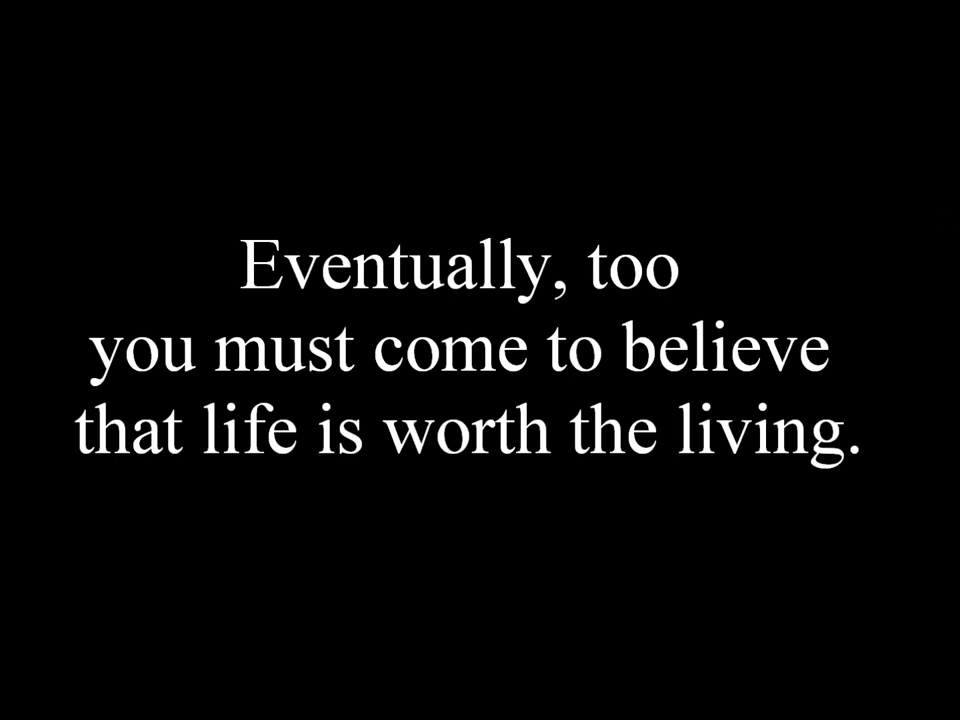 Eventually, too
you must come to believe
that life is worth the living.